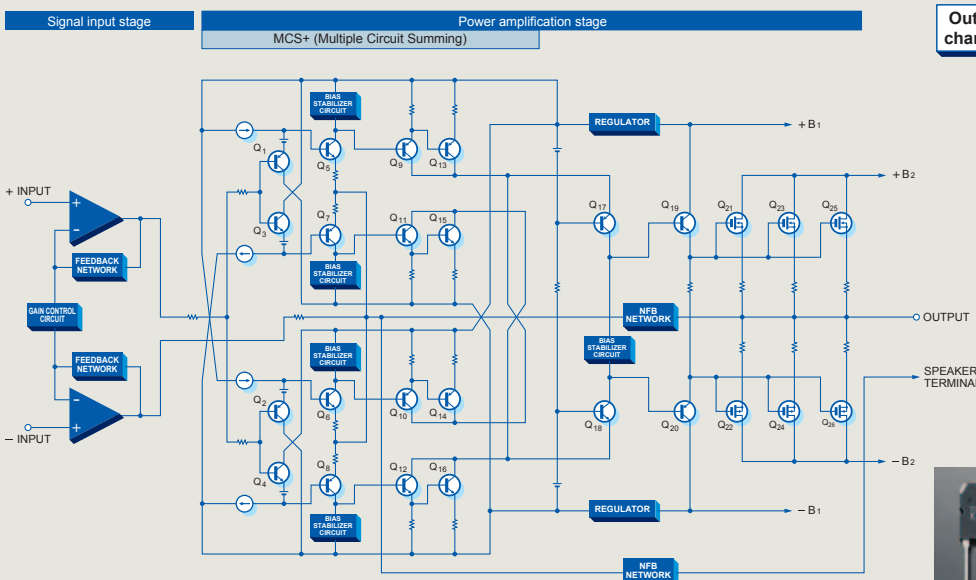 Signal input stage
Power amplification stage
MCS+ (Multiple Circuit Summing)
BIAS
STABILIZER
CIRCUIT
REGULATOR
+ B1
Q1
Q5
Q9
Q13
+ B2
+ INPUT
Q17
Q19
Q21
Q23
Q25
Q3
Q7
Q11
Q15
FEEDBACK
NETWORK
BIAS
STABILIZER
CIRCUIT
GAIN CONTROL
CIRCUIT
NFB
NETWORK
OUTPUT
FEEDBACK
NETWORK
BIAS
STABILIZER
CIRCUIT
BIAS
STABILIZER
CIRCUIT
SPEAKER
Q2
Q6
Q10
Q14
Q18
Q20
Q22
Q24
Q26
− INPUT
Q4
Q8
Q12
Q16
− B2
BIAS
STABILIZER
CIRCUIT
REGULATOR
− B1
NFB
NETWORK